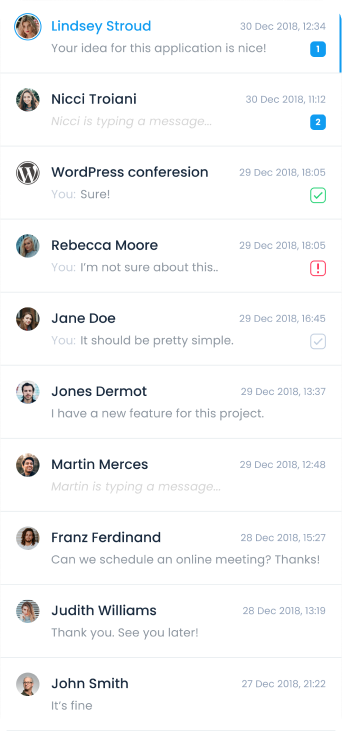 Lindsey Stroud 30 Dec 2018, 12:34
Your idea for this application is nice! 1
Nicci Troiani 30 Dec 2018, 11:12
Nicci is typing a message... 2
WordPress conferesion 29 Dec 2018, 18:05
You: Sure!
Rebecca Moore 29 Dec 2018, 18:05
You: I'm not sure about this..
Jane Doe 29 Dec 2018, 16:45
You: It should be pretty simple.
Jones Dermot 29 Dec 2018, 13:37
I have a new feature for this project.
Martin Merces 29 Dec 2018, 12:48
Martin is typing a message...
Franz Ferdinand 28 Dec 2018, 15:27
Can we schedule an online meeting? Thanks!
Judith Williams 28 Dec 2018, 13:19
Thank you. See you later!
John Smith 27 Dec 2018, 21:22
It's fine